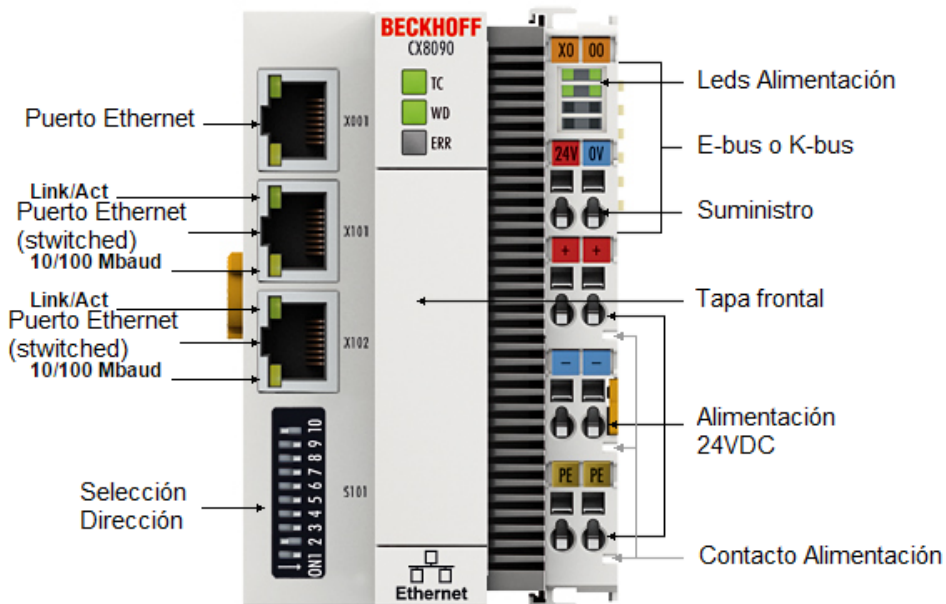 BECKHOFF
CX8090
TC
WD
ERR
X001
X101
X102
S101
Puerto Ethernet
Link/Act
Puerto Ethernet
(stwitched)
10/100 Mbaud
Link/Act
Puerto Ethernet
(stwitched)
10/100 Mbaud
Selección
Dirección
ON 1 2 3 4 5 6 7 8 9 10
Ethernet
X0 00
24V 0V
+ +
− −
PE PE
Leds Alimentación
E-bus o K-bus
Suministro
Tapa frontal
Alimentación
24VDC
Contacto Alimentación